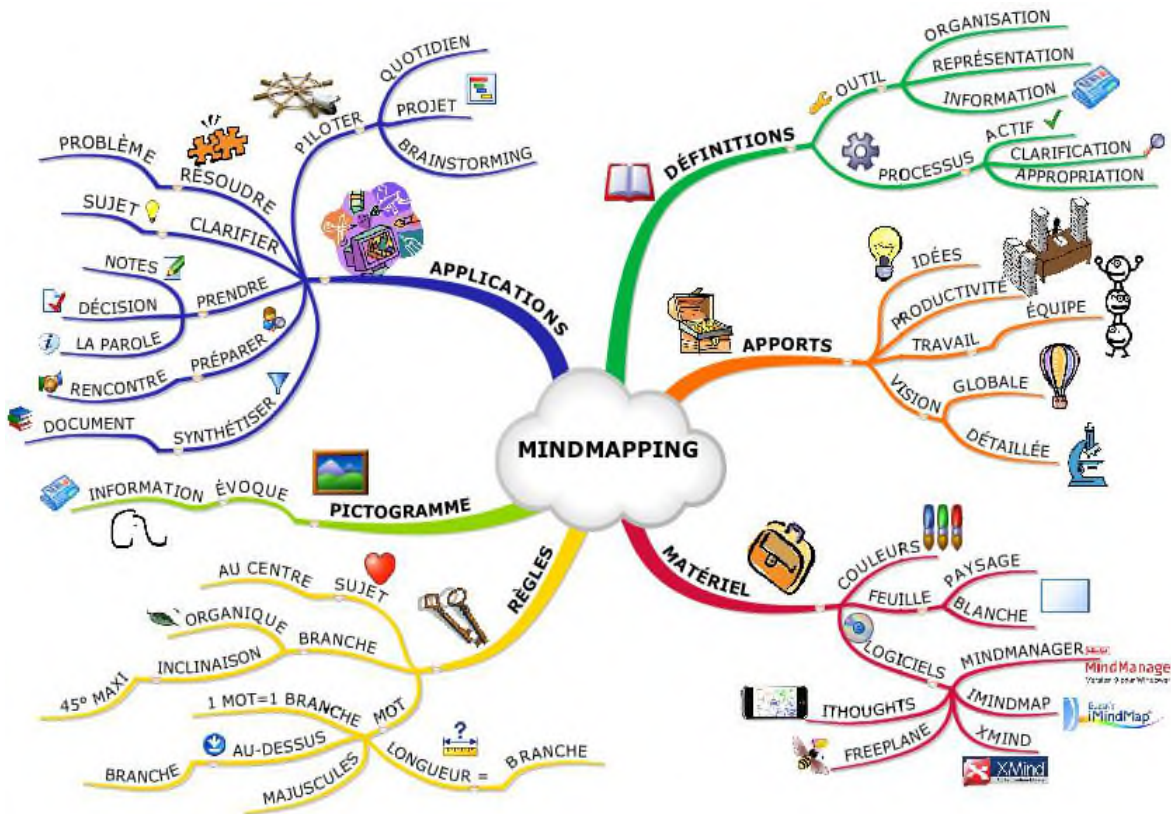 MINDMAPPING
DÉFINITIONS
OUTIL
ORGANISATION
REPRÉSENTATION
INFORMATION
PROCESSUS
ACTIF
CLARIFICATION
APPROPRIATION
APPORTS
IDÉES
PRODUCTIVITÉ
TRAVAIL
ÉQUIPE
VISION
GLOBALE
DÉTAILLÉE
MATÉRIEL
COULEURS
FEUILLE
PAYSAGE
BLANCHE
LOGICIELS
MINDMANAGER
MindManage
IMINDMAP
iMindMap
XMIND
XMind
FREEPLANE
ITHOUGHTS
RÈGLES
SUJET
AU CENTRE
BRANCHE
ORGANIQUE
INCLINAISON
45° MAXI
MOT
1 MOT=1 BRANCHE
AU-DESSUS
BRANCHE
MAJUSCULES
LONGUEUR =
BRANCHE
PICTOGRAMME
ÉVOQUE
INFORMATION
APPLICATIONS
PILOTER
QUOTIDIEN
PROJET
BRAINSTORMING
RÉSOUDRE
PROBLÈME
CLARIFIER
SUJET
PRENDRE
NOTES
DÉCISION
LA PAROLE
PRÉPARER
RENCONTRE
SYNTHÉTISER
DOCUMENT